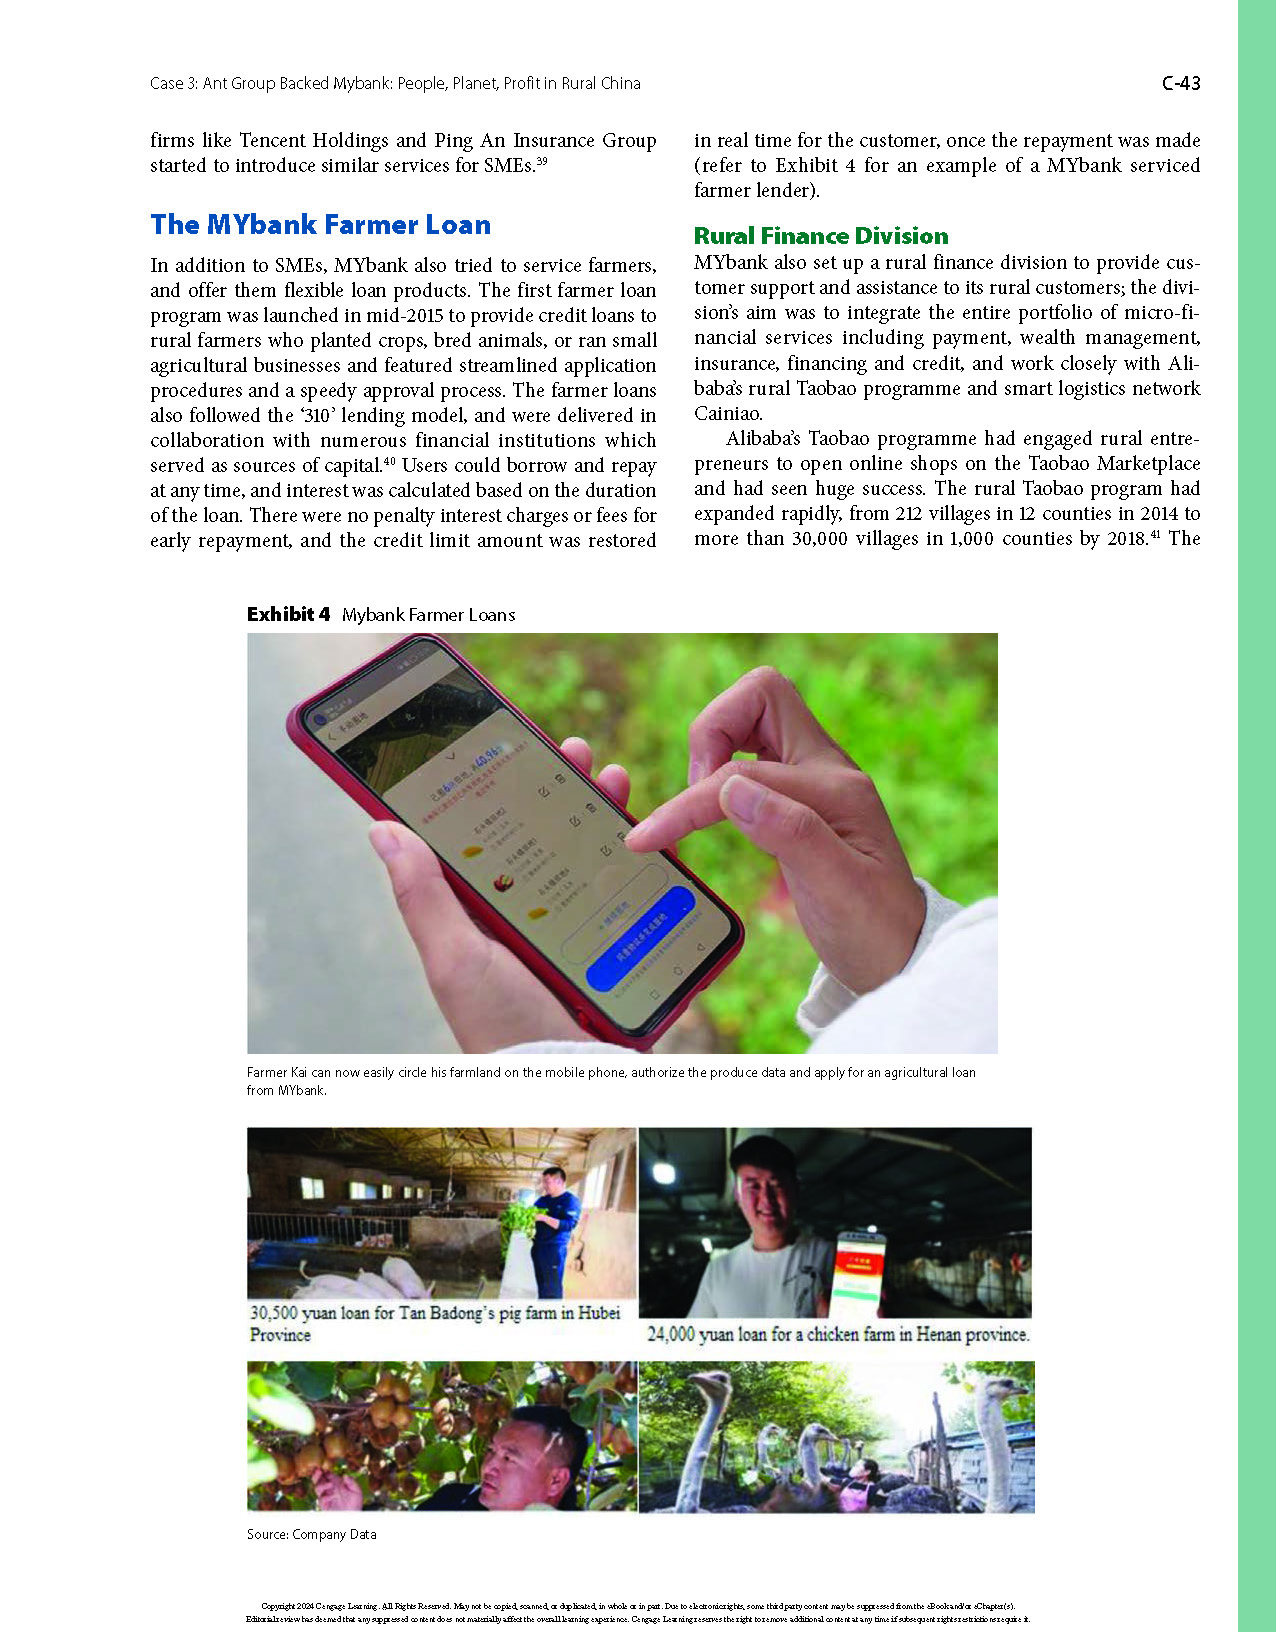 Case 3: Ant Group Backed Mybank: People, Planet, Profit in Rural China
C-43
firms like Tencent Holdings and Ping An Insurance Group
started to introduce similar services for SMEs.³⁹
The MYbank Farmer Loan
In addition to SMEs, MYbank also tried to service farmers,
and offer them flexible loan products. The first farmer loan
program was launched in mid-2015 to provide credit loans to
rural farmers who planted crops, bred animals, or ran small
agricultural businesses and featured streamlined application
procedures and a speedy approval process. The farmer loans
also followed the ‘310’ lending model, and were delivered in
collaboration with numerous financial institutions which
served as sources of capital.⁴⁰ Users could borrow and repay
at any time, and interest was calculated based on the duration
of the loan. There were no penalty interest charges or fees for
early repayment, and the credit limit amount was restored
in real time for the customer, once the repayment was made
(refer to Exhibit 4 for an example of a MYbank serviced
farmer lender).
Rural Finance Division
MYbank also set up a rural finance division to provide cus-
tomer support and assistance to its rural customers; the divi-
sion’s aim was to integrate the entire portfolio of micro-fi-
nancial services including payment, wealth management,
insurance, financing and credit, and work closely with Ali-
baba’s rural Taobao programme and smart logistics network
Cainiao.
Alibaba’s Taobao programme had engaged rural entre-
preneurs to open online shops on the Taobao Marketplace
and had seen huge success. The rural Taobao program had
expanded rapidly, from 212 villages in 12 counties in 2014 to
more than 30,000 villages in 1,000 counties by 2018.⁴¹ The
Exhibit 4 Mybank Farmer Loans
40.96
Farmer Kai can now easily circle his farmland on the mobile phone, authorize the produce data and apply for an agricultural loan
from MYbank.
30,500 yuan loan for Tan Badong’s pig farm in Hubei
Province
24,000 yuan loan for a chicken farm in Henan province.
Source: Company Data
Copyright 2024 Cengage Learning. All Rights Reserved. May not be copied, scanned, or duplicated, in whole or in part. Due to electronic rights, some third party content may be suppressed from the eBook and/or eChapter(s).
Editorial review has deemed that any suppressed content does not materially affect the overall learning experience. Cengage Learning reserves the right to remove additional content at any time if subsequent rights restrictions require it.